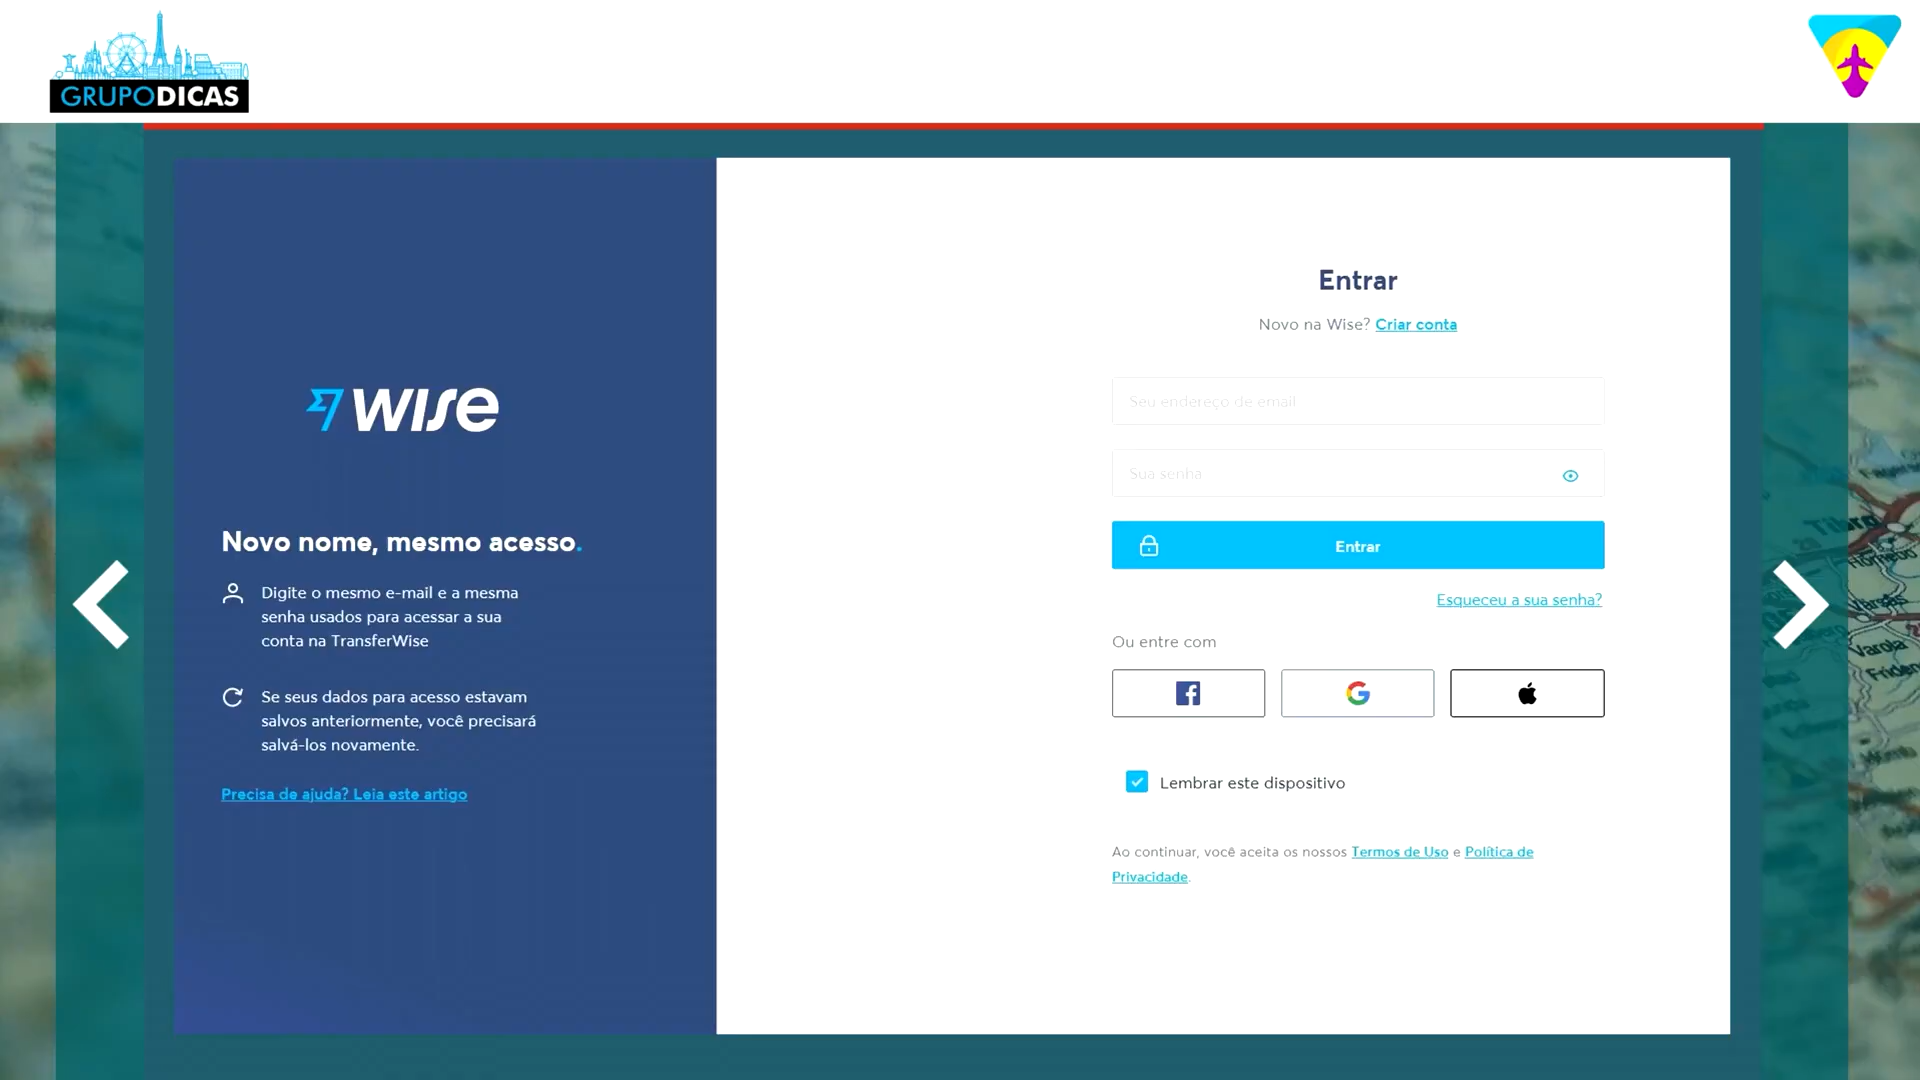 GRUPODICAS
Entrar
Novo na Wise? Criar conta
Seu endereço de email
Sua senha
Entrar
Esqueceu a sua senha?
Ou entre com
Lembrar este dispositivo
Ao continuar, você aceita os nossos Termos de Uso e Política de
Privacidade.
WISE
Novo nome, mesmo acesso.
Digite o mesmo e-mail e a mesma
senha usados para acessar a sua
conta na TransferWise
Se seus dados para acesso estavam
salvos anteriormente, você precisará
salvá-los novamente.
Precisa de ajuda? Leia este artigo
Varola